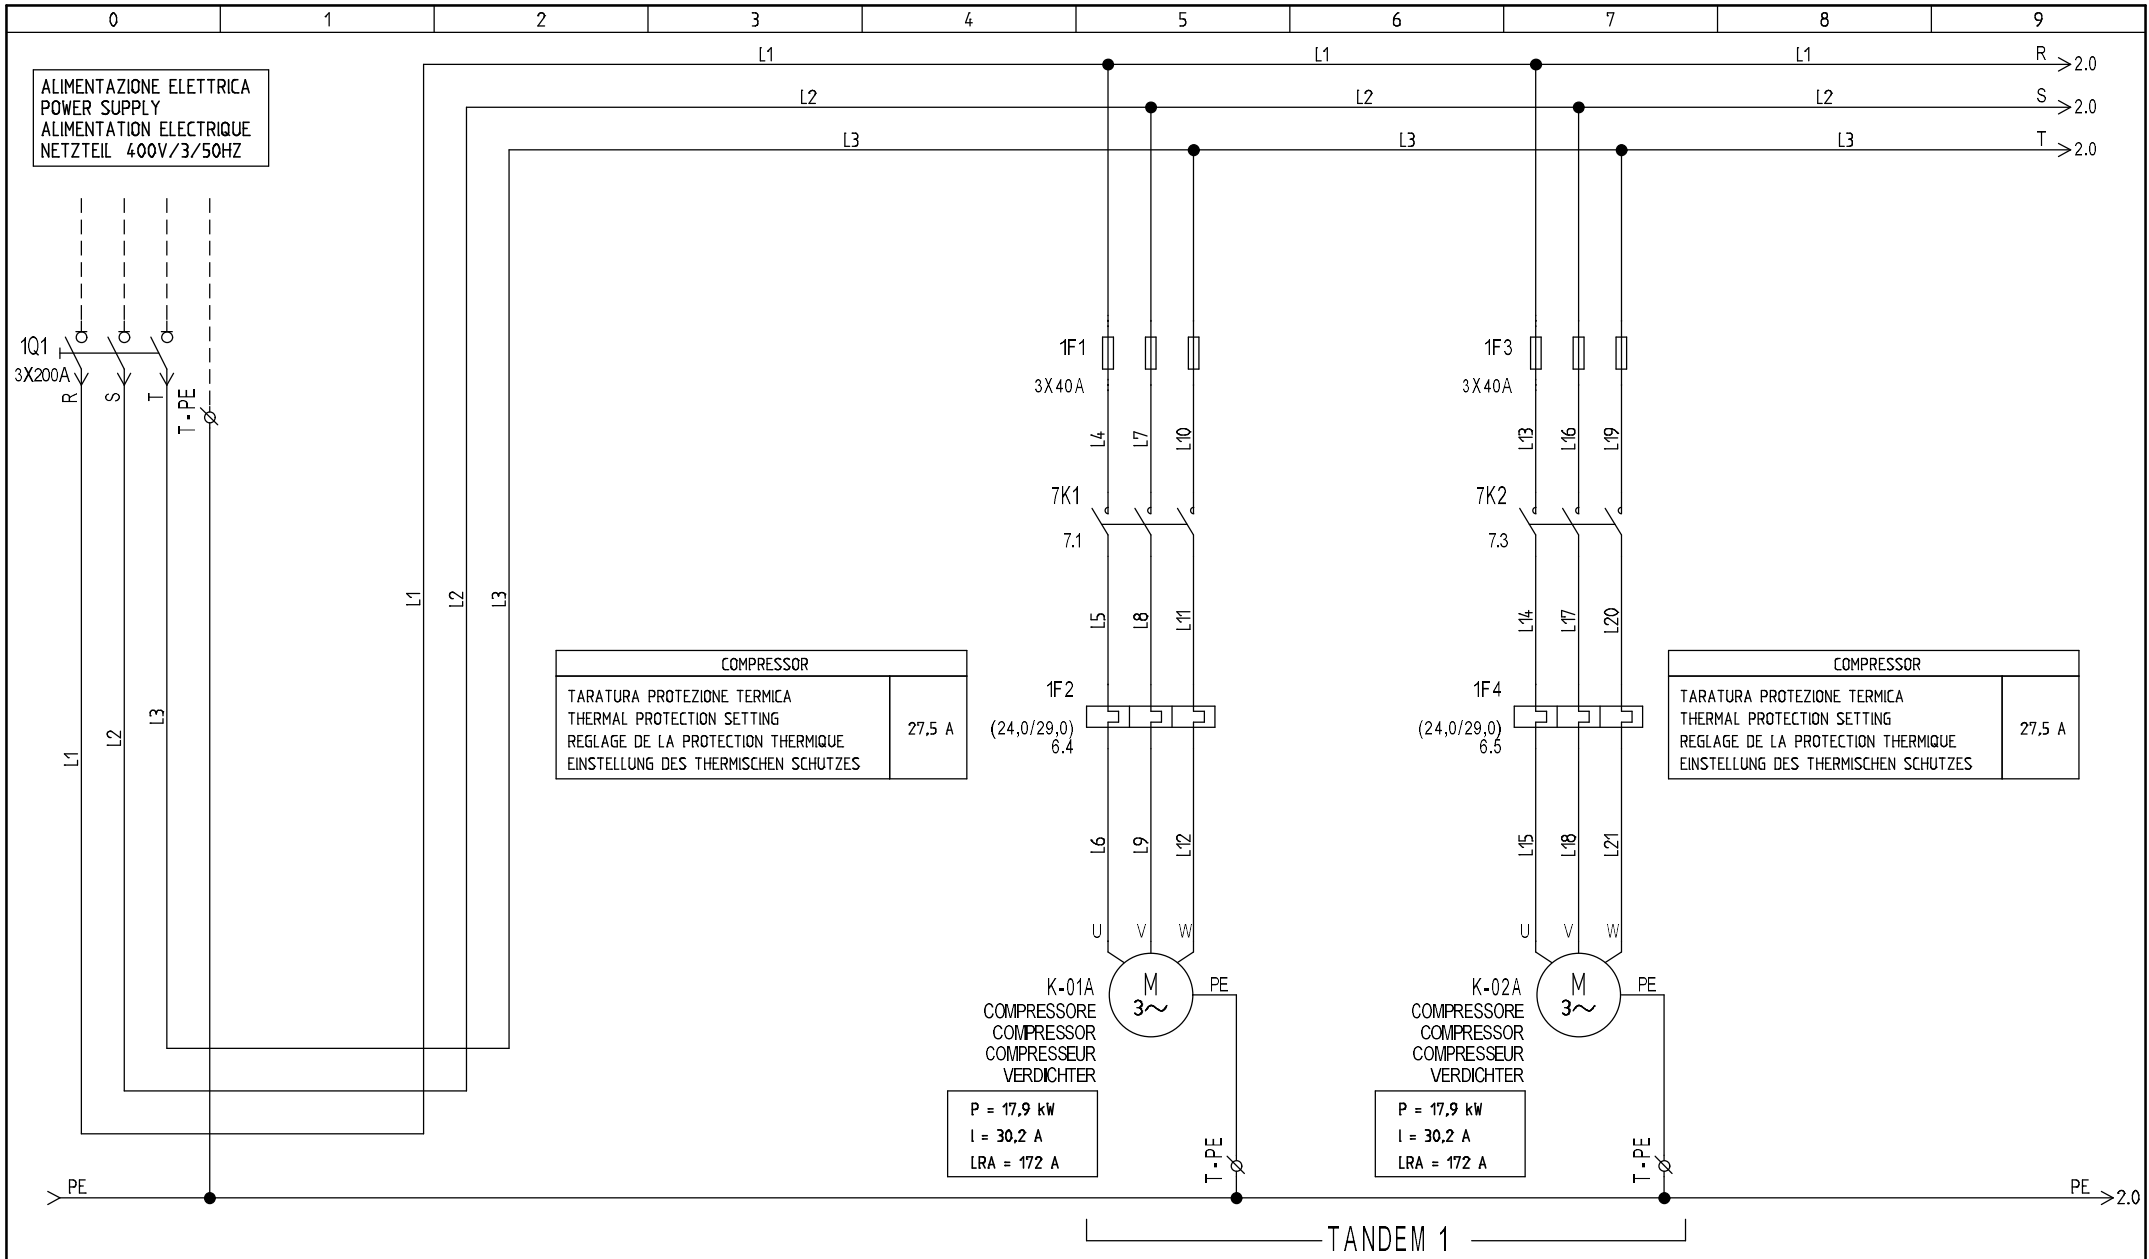 0 1 2 3 4 5 6 7 8 9
L1 L1 L1 R 2.0
L2 L2 L2 S 2.0
L3 L3 L3 T 2.0
ALIMENTAZIONE ELETTRICA
POWER SUPPLY
ALIMENTATION ELECTRIQUE
NETZTEIL 400V/3/50HZ
1Q1
3X200A
R S T T-PE
1F1
3X40A
1F3
3X40A
L4 L7 L10
L13 L16 L19
7K1
7.1
7K2
7.3
L1 L2 L3
L5 L8 L11
L14 L17 L20
COMPRESSOR
TARATURA PROTEZIONE TERMICA
THERMAL PROTECTION SETTING
REGLAGE DE LA PROTECTION THERMIQUE
EINSTELLUNG DES THERMISCHEN SCHUTZES
27,5 A
1F2
(24,0/29,0)
6.4
1F4
(24,0/29,0)
6.5
COMPRESSOR
TARATURA PROTEZIONE TERMICA
THERMAL PROTECTION SETTING
REGLAGE DE LA PROTECTION THERMIQUE
EINSTELLUNG DES THERMISCHEN SCHUTZES
27,5 A
L1 L2 L3
L6 L9 L12
L15 L18 L21
U V W
U V W
M
3~
PE
K-01A
COMPRESSORE
COMPRESSOR
COMPRESSEUR
VERDICHTER
P = 17,9 kW
I = 30,2 A
LRA = 172 A
T-PE
M
3~
PE
K-02A
COMPRESSORE
COMPRESSOR
COMPRESSEUR
VERDICHTER
P = 17,9 kW
I = 30,2 A
LRA = 172 A
T-PE
PE PE 2.0
TANDEM 1